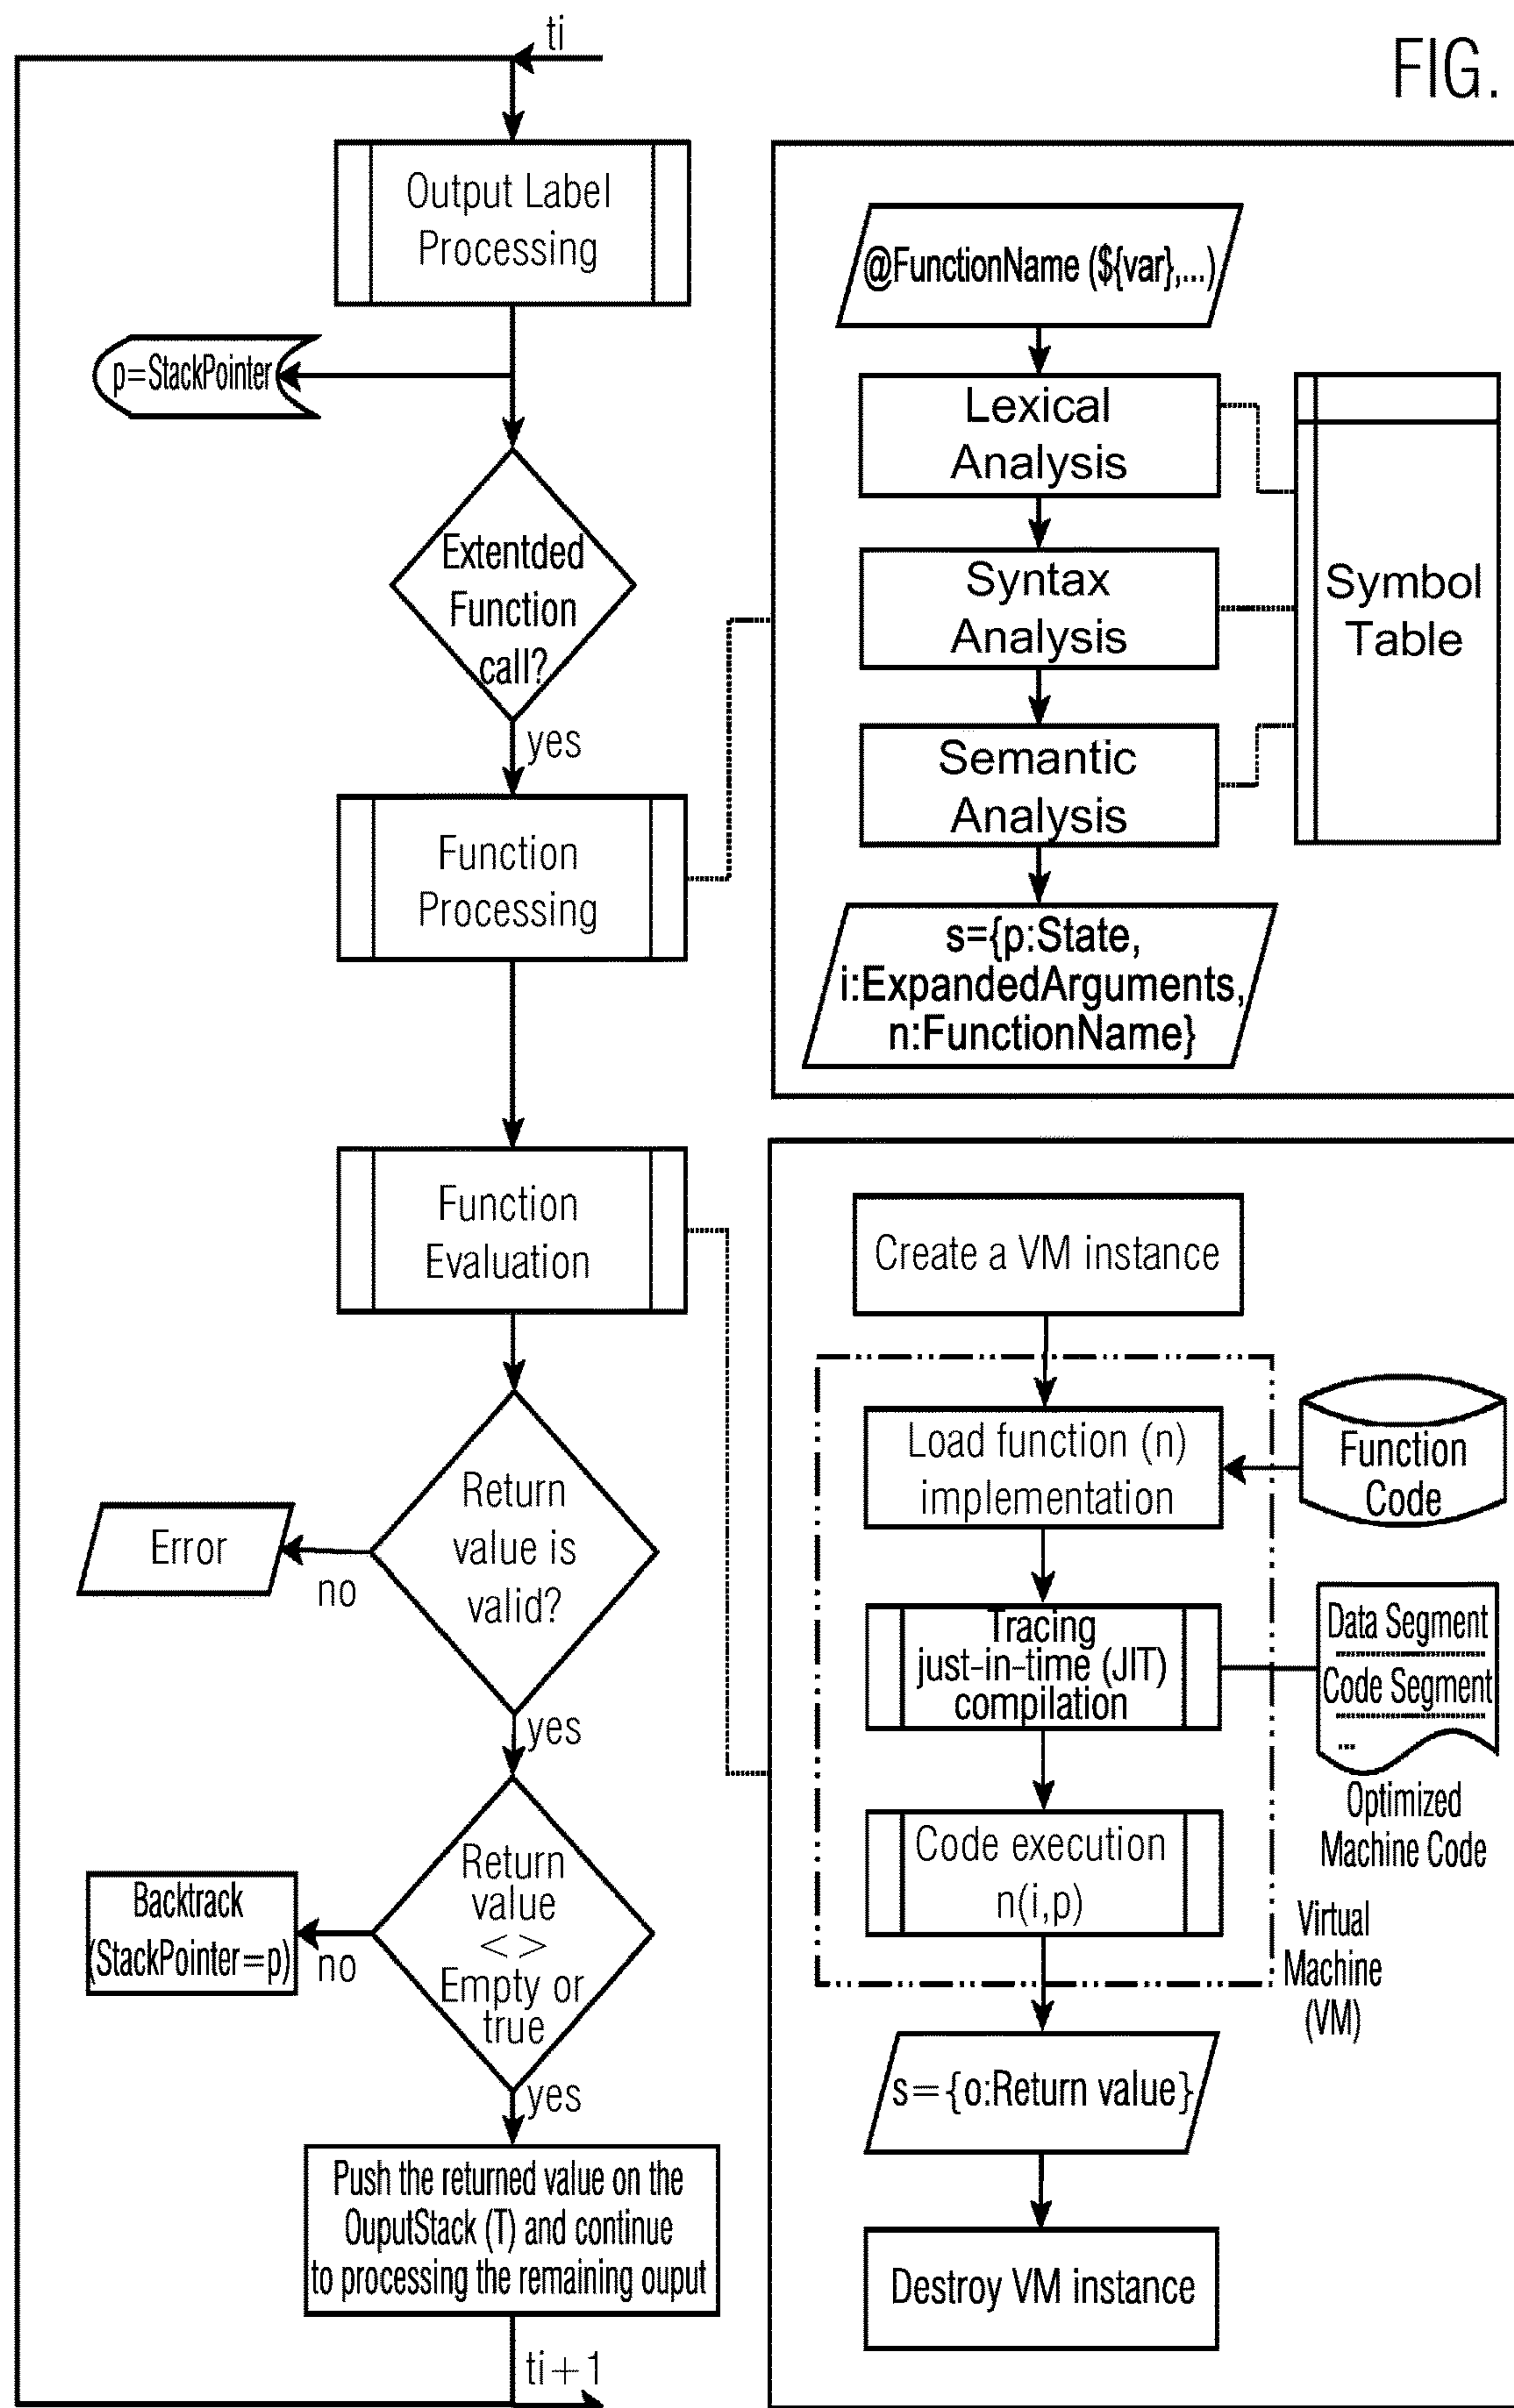 ti
FIG.
Output Label
Processing
p=StackPointer
Extentded
Function
call?
yes
Function
Processing
Function
Evaluation
Return
value is
valid?
Error
no
yes
Return
value
<>
Empty or
true
Backtrack
(StackPointer=p)
no
yes
Push the returned value on the
OuputStack (T) and continue
to processing the remaining ouput
ti+1
@FunctionName (${var},...)
Lexical
Analysis
Syntax
Analysis
Semantic
Analysis
Symbol
Table
s={p:State,
i:ExpandedArguments,
n:FunctionName}
Create a VM instance
Load function (n)
implementation
Function
Code
Tracing
just-in-time (JIT)
compilation
Data Segment
Code Segment
...
Optimized
Machine Code
Code execution
n(i,p)
Virtual
Machine
(VM)
s={o:Return value}
Destroy VM instance